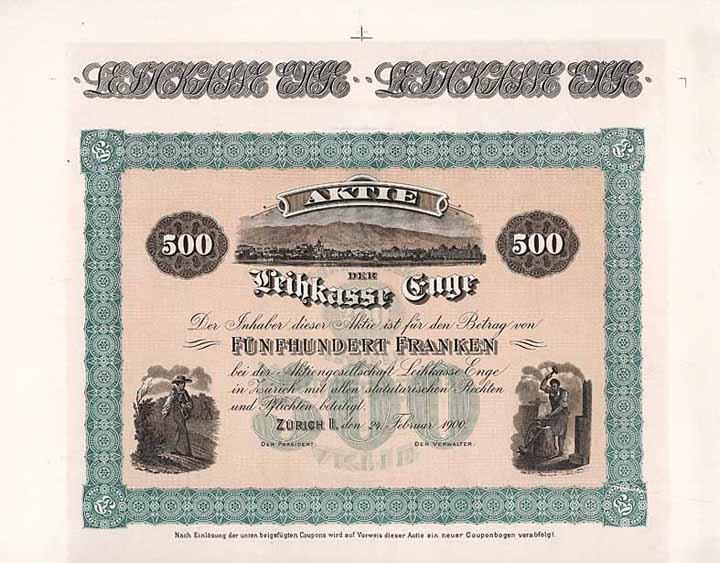 LEIHKASSE ENGE · LEIHKASSE ENGE
AKTIE
500
500
DER
Leihkasse Enge
Der Inhaber dieser Aktie ist für den Betrag von
FÜNFHUNDERT FRANKEN
bei der Aktiengesellschaft Leihkasse Enge
in Zürich mit allen statutarischen Rechten
und Pflichten beteiligt.
500
AKTIE
ZÜRICH II, den 24. Februar 1900.
DER PRÄSIDENT:
DER VERWALTER:
Nach Einlösung der unten beigefügten Coupons wird auf Vorweis dieser Actie ein neuer Couponbogen verabfolgt.